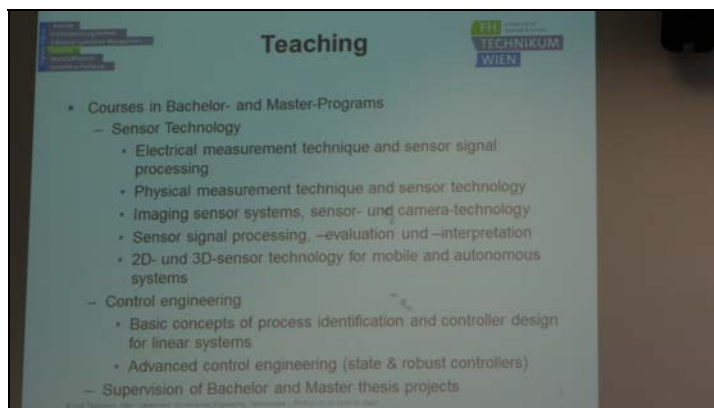 Teaching
FH
TECHNIKUM
WIEN
• Courses in Bachelor- and Master-Programs
– Sensor Technology
• Electrical measurement technique and sensor signal
processing
• Physical measurement technique and sensor technology
• Imaging sensor systems, sensor- und camera-technology
• Sensor signal processing, –evaluation und –interpretation
• 2D- und 3D-sensor technology for mobile and autonomous
systems
– Control engineering
• Basic concepts of process identification and controller design
for linear systems
• Advanced control engineering (state & robust controllers)
– Supervision of Bachelor and Master thesis projects